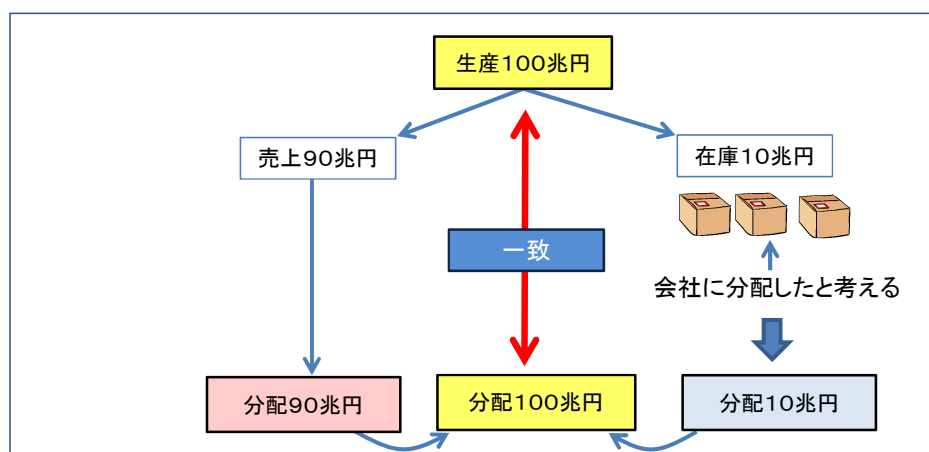 生産100兆円
売上90兆円
在庫10兆円
一致
会社に分配したと考える
分配90兆円
分配100兆円
分配10兆円